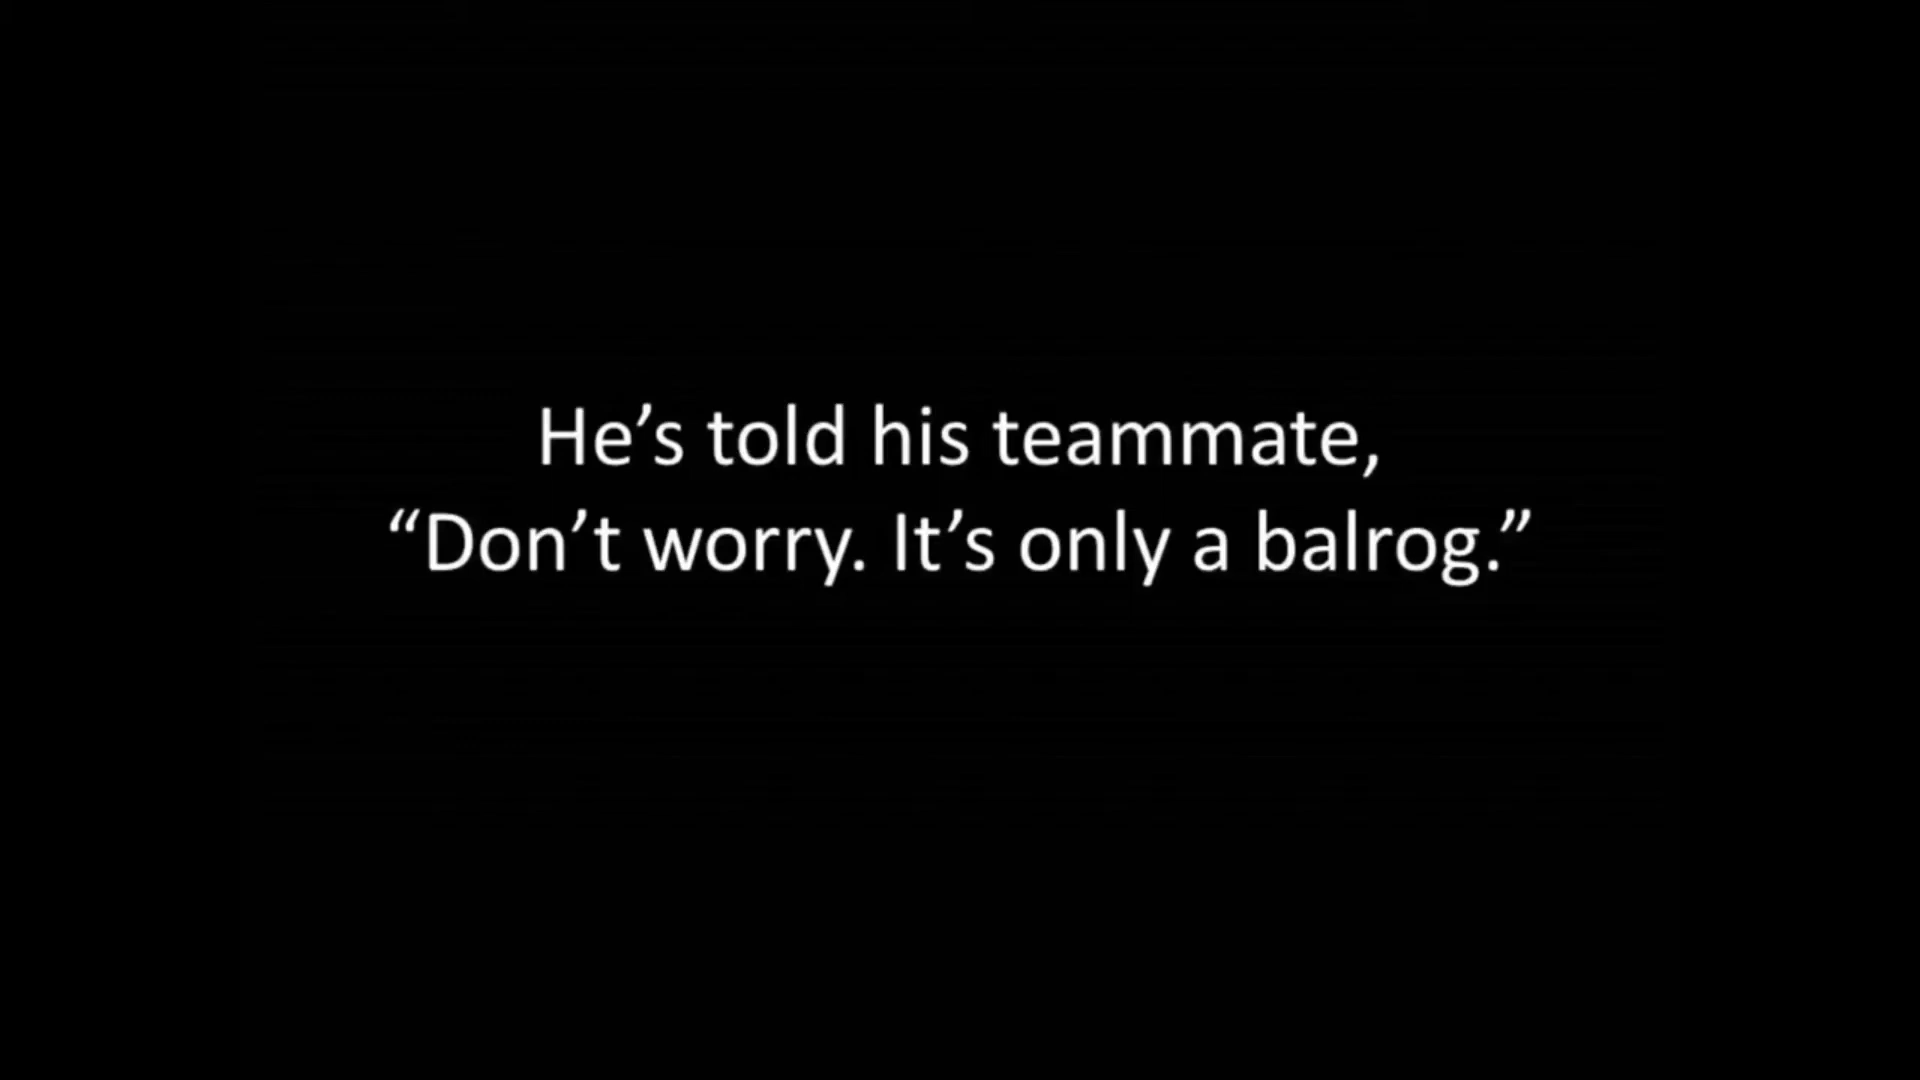 He’s told his teammate,
“Don’t worry. It’s only a balrog.”